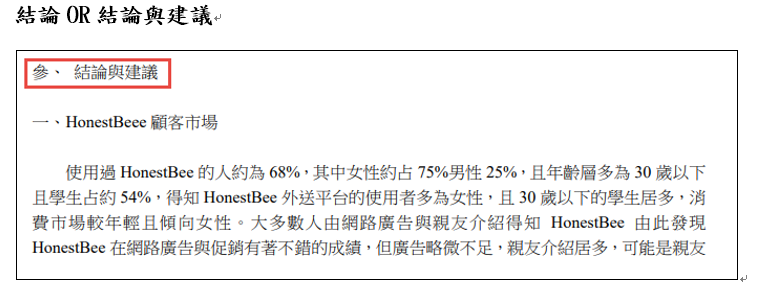 結論 OR 結論與建議
參、 結論與建議
一、HonestBeee 顧客市場
使用過 HonestBee 的人約為 68%，其中女性約占 75%男性 25%，且年齡層多為 30 歲以下
且學生占約 54%，得知 HonestBee 外送平台的使用者多為女性，且 30 歲以下的學生居多，消
費市場較年輕且傾向女性。大多數人由網路廣告與親友介紹得知 HonestBee 由此發現
HonestBee 在網路廣告與促銷有著不錯的成績，但廣告略微不足，親友介紹居多，可能是親友